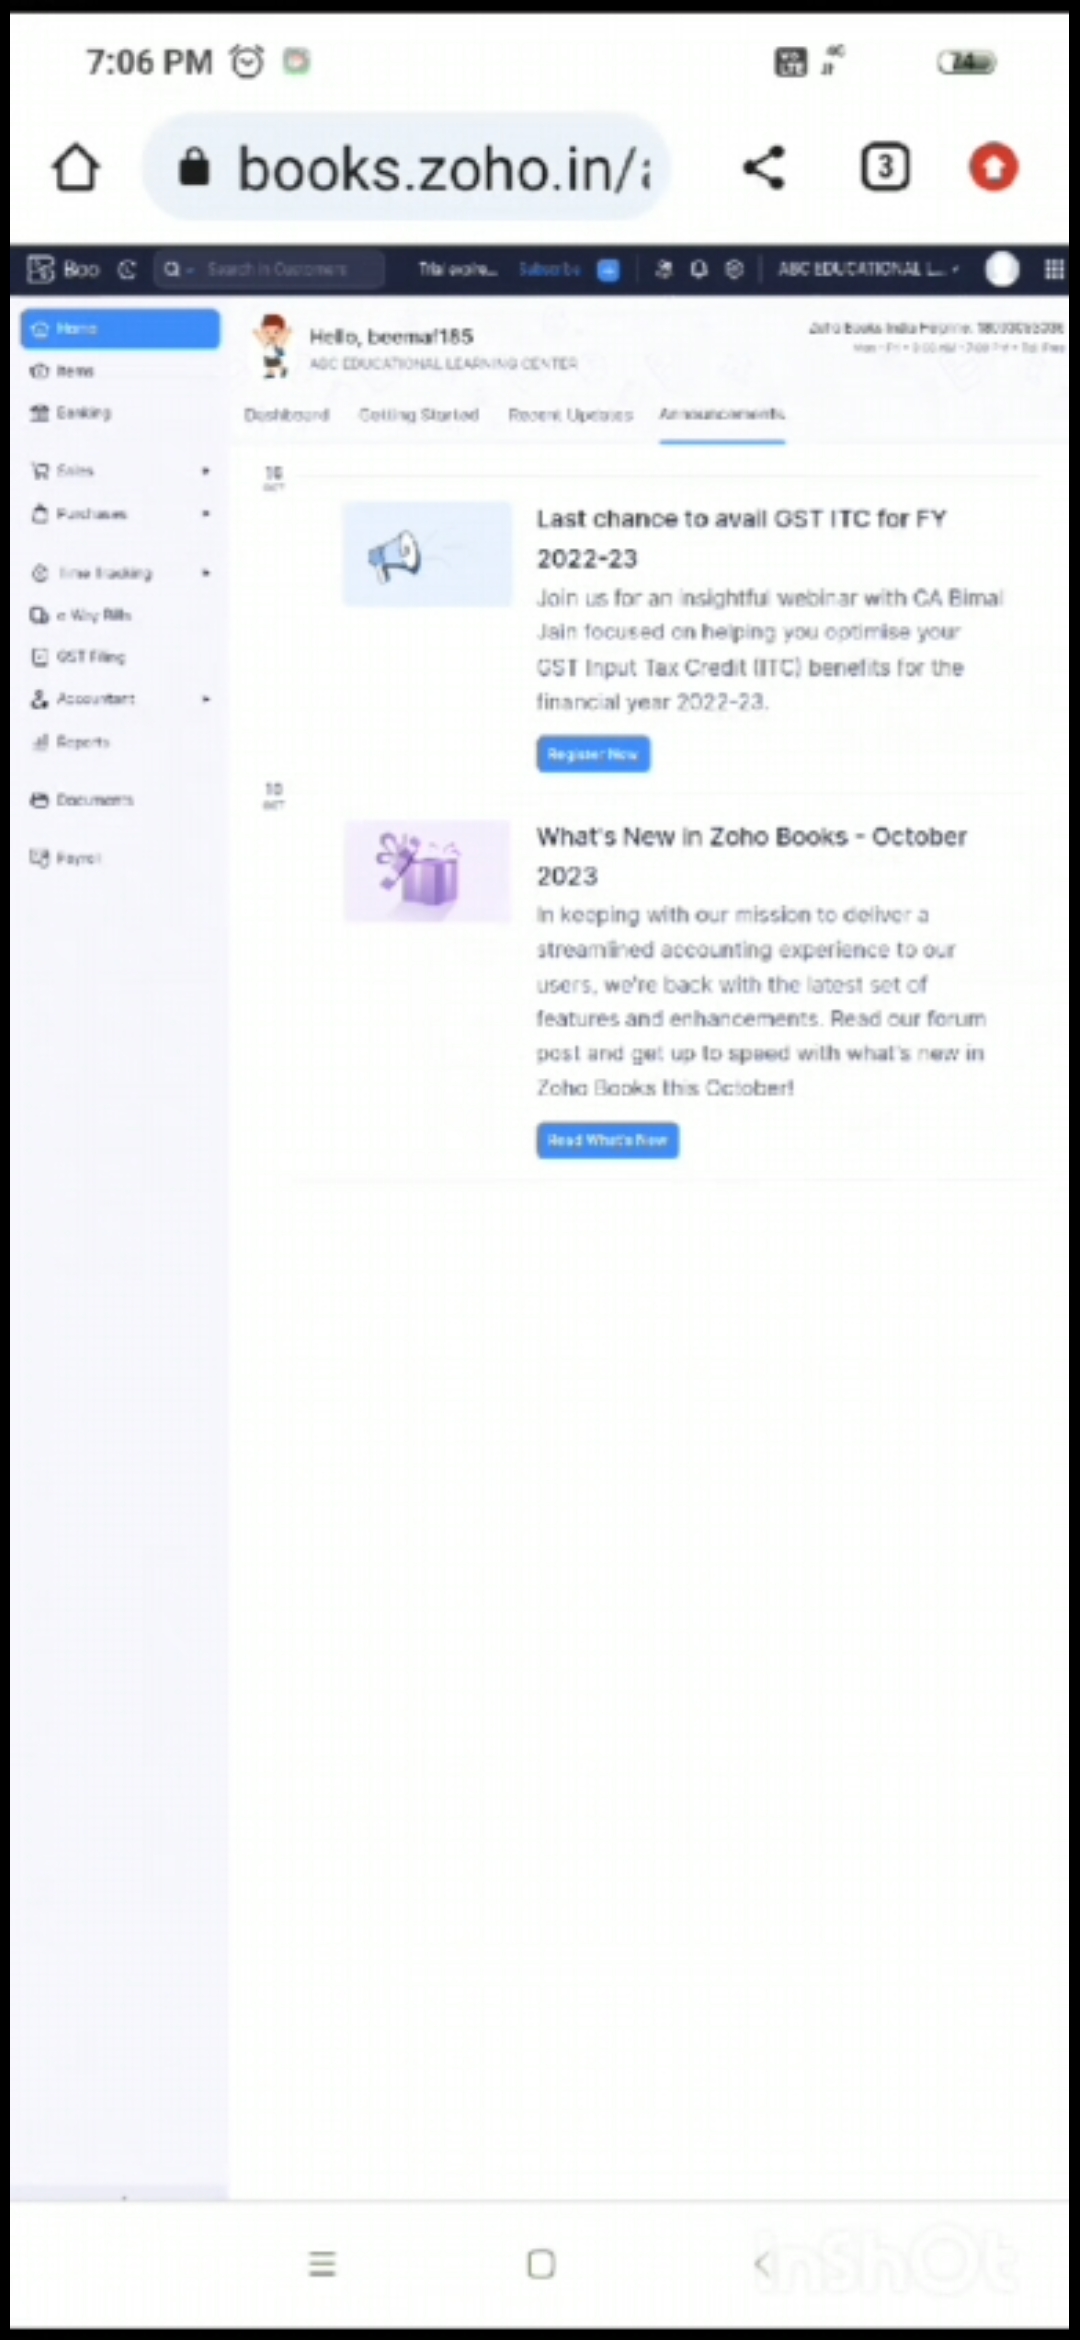 7:06 PM
VO LTE 4G 74
books.zoho.in/a
3
Boo
Search in Customers
Trial expire...
Subscribe
ABC EDUCATIONAL L...
Home
Items
Banking
Sales
Purchases
Time Tracking
e-Way Bills
GST Filing
Accountant
Reports
Documents
Payroll
Hello, beemaf185
ABC EDUCATIONAL LEARNING CENTER
Zoho Books India Helpline:
Mon - Fri • 9:00 AM - 7:00 PM • Toll Free
Dashboard Getting Started Recent Updates Announcements
OCT
Last chance to avail GST ITC for FY
2022-23
Join us for an insightful webinar with CA Bimal
Jain focused on helping you optimise your
GST Input Tax Credit (ITC) benefits for the
financial year 2022-23.
Register Now
10
OCT
What's New in Zoho Books - October
2023
In keeping with our mission to deliver a
streamlined accounting experience to our
users, we're back with the latest set of
features and enhancements. Read our forum
post and get up to speed with what's new in
Zoho Books this October!
Read What's New
InShOt